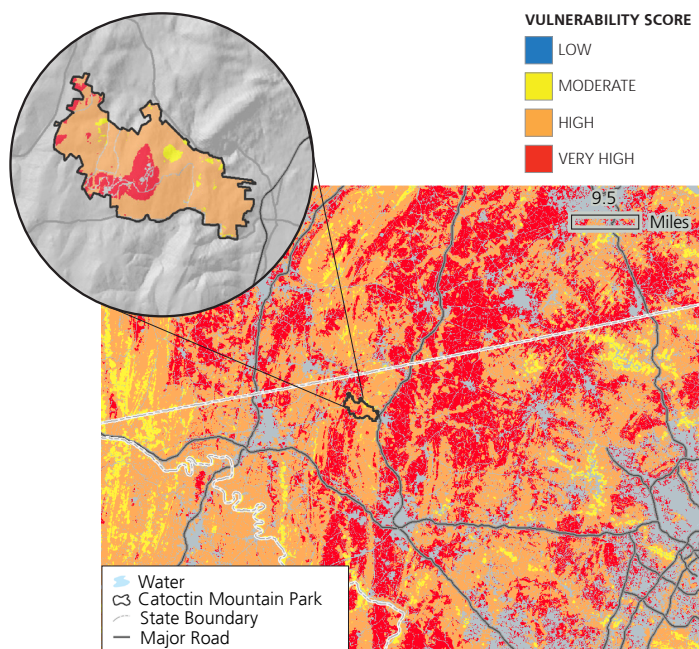 VULNERABILITY SCORE
LOW
MODERATE
HIGH
VERY HIGH
9.5
Miles
Water
Catoctin Mountain Park
State Boundary
Major Road